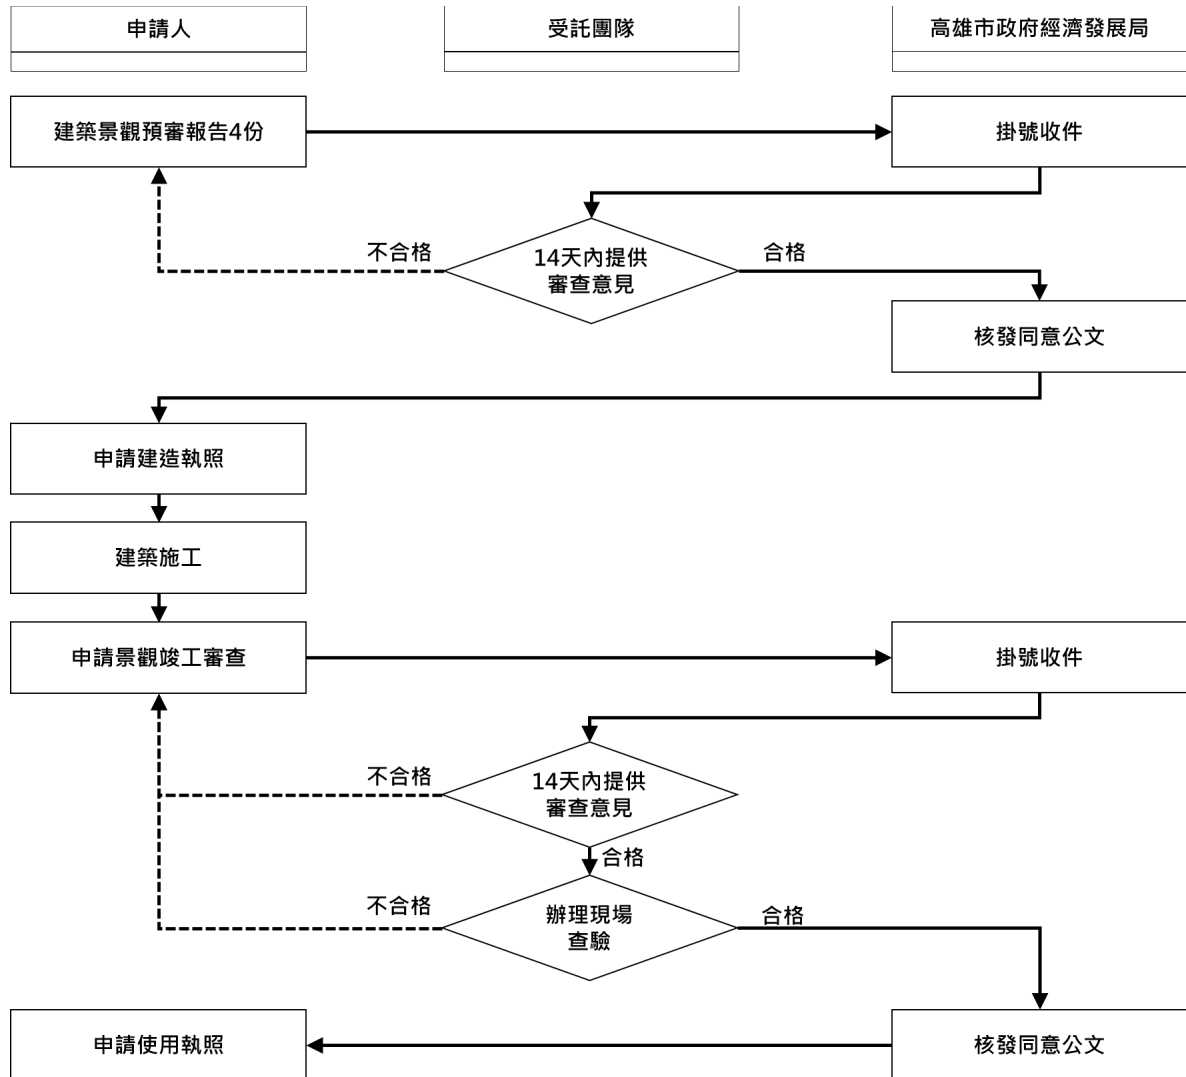 申請人
受託團隊
高雄市政府經濟發展局
建築景觀預審報告4份
掛號收件
不合格
14天內提供
審查意見
合格
核發同意公文
申請建造執照
建築施工
申請景觀竣工審查
掛號收件
不合格
14天內提供
審查意見
合格
不合格
辦理現場
查驗
合格
申請使用執照
核發同意公文